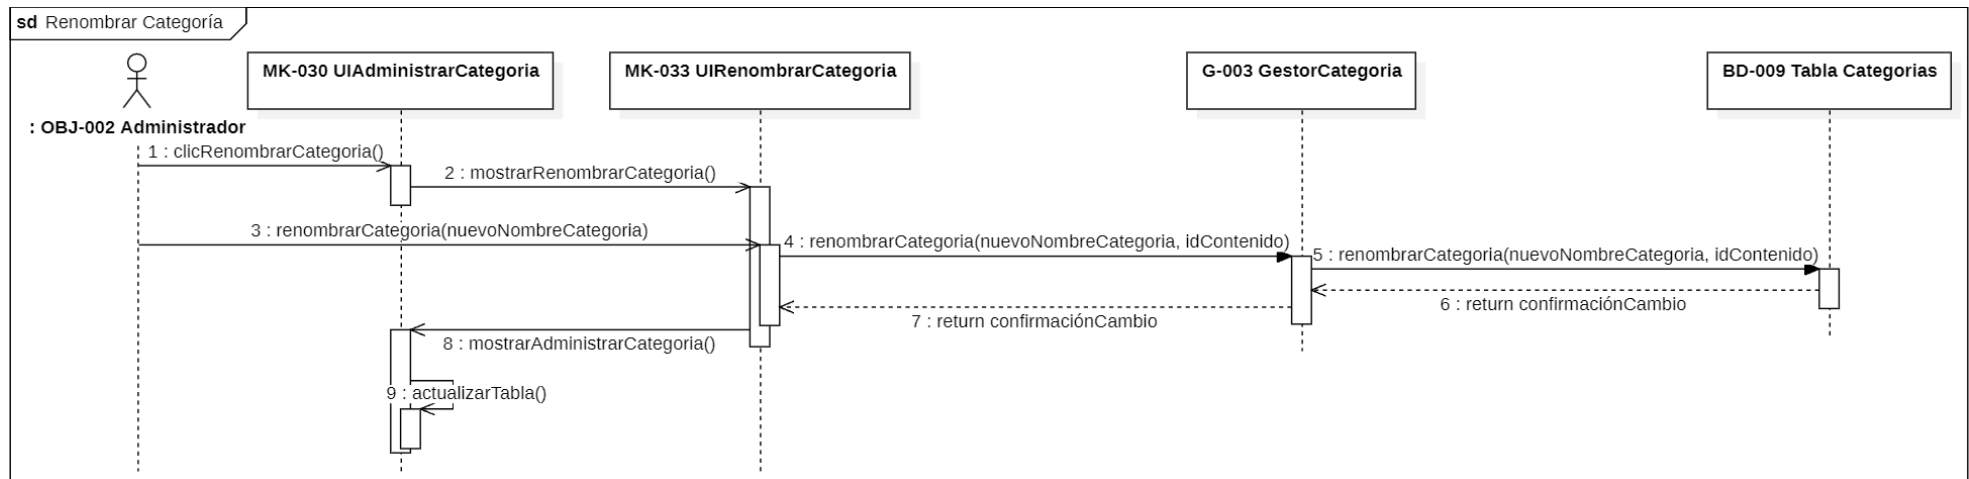 sd Renombrar Categoría
MK-030 UIAdministrarCategoria
MK-033 UIRenombrarCategoria
G-003 GestorCategoria
BD-009 Tabla Categorias
: OBJ-002 Administrador
1 : clicRenombrarCategoria()
2 : mostrarRenombrarCategoria()
3 : renombrarCategoria(nuevoNombreCategoria)
4 : renombrarCategoria(nuevoNombreCategoria, idContenido)
5 : renombrarCategoria(nuevoNombreCategoria, idContenido)
6 : return confirmaciónCambio
7 : return confirmaciónCambio
8 : mostrarAdministrarCategoria()
9 : actualizarTabla()